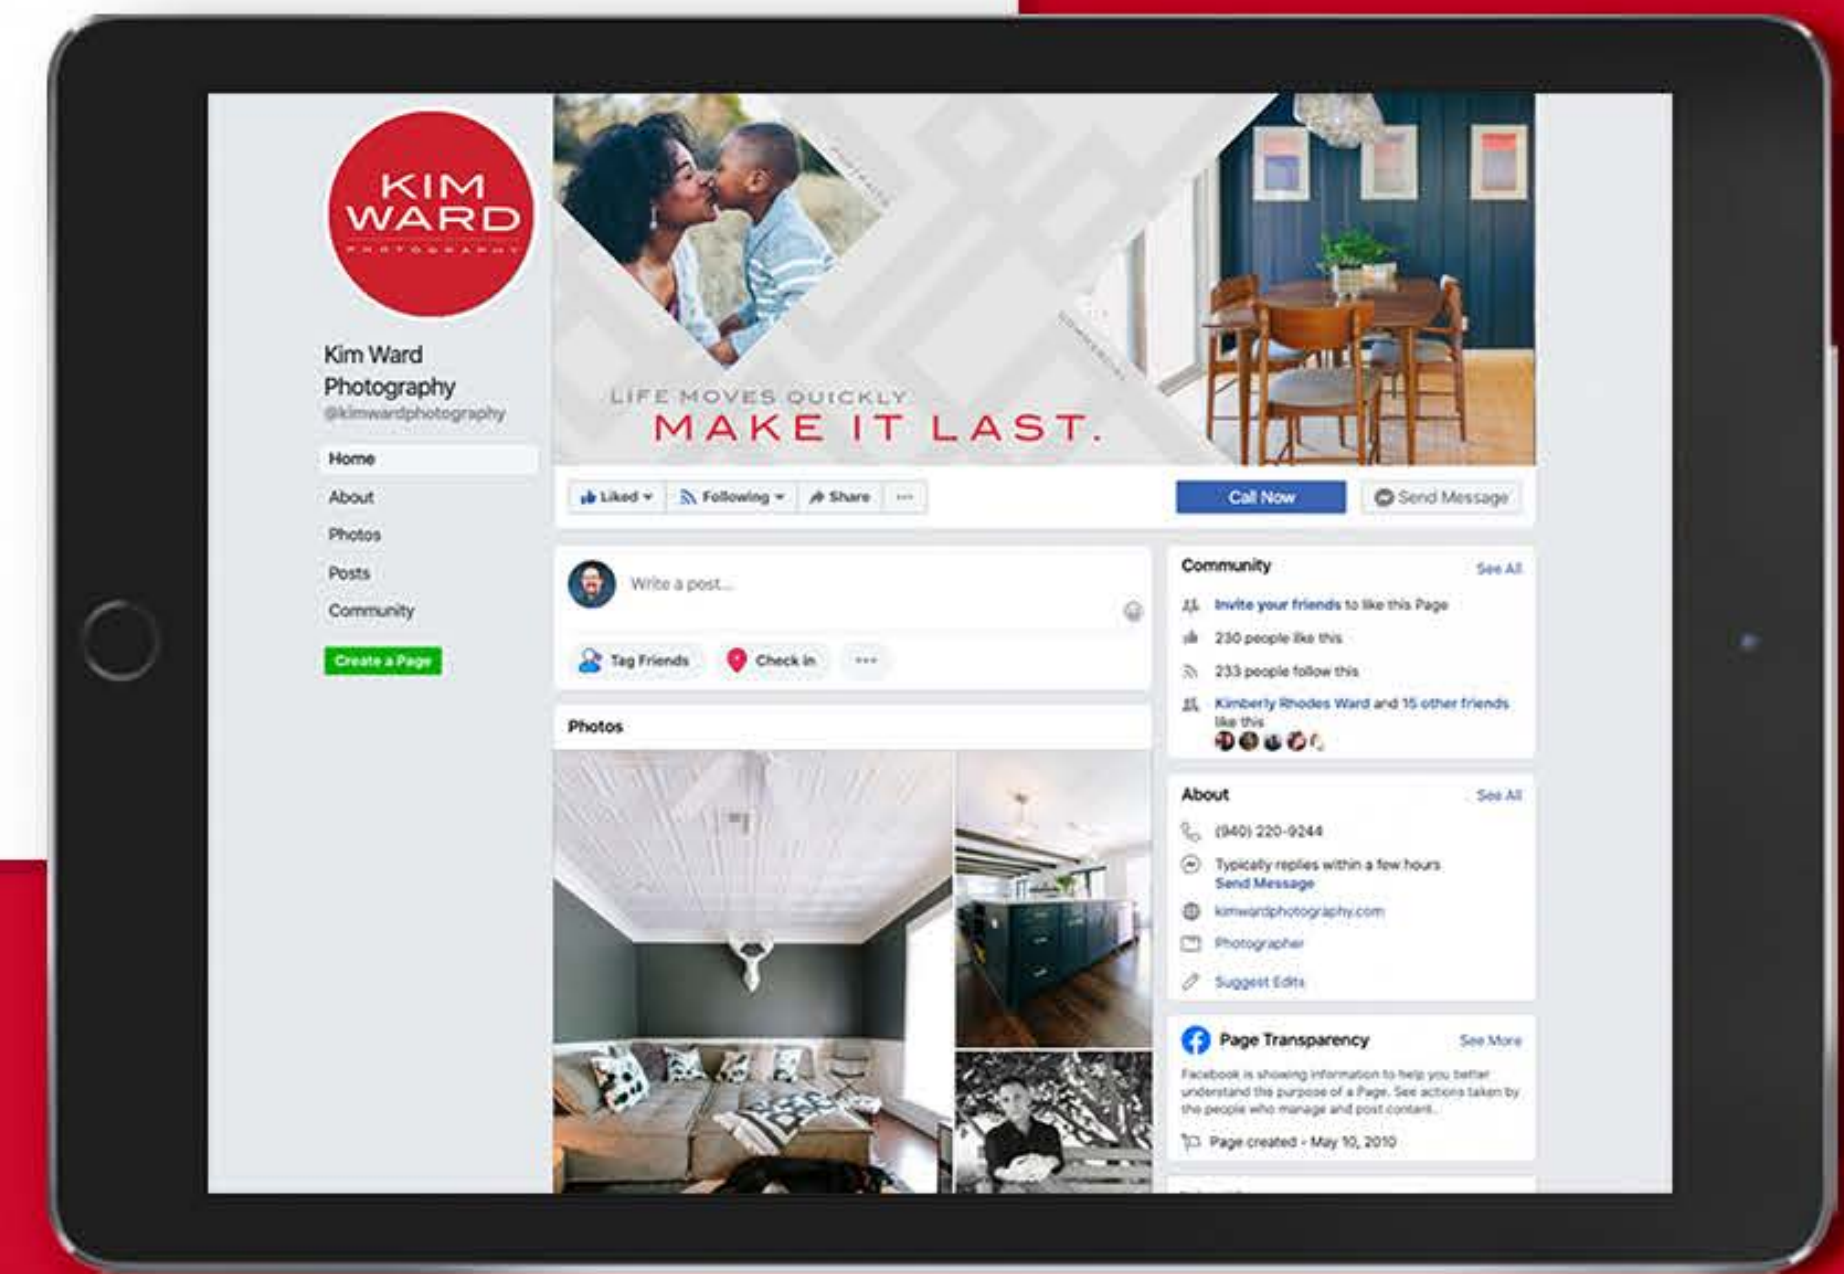 KIM
WARD
PHOTOGRAPHY
Kim Ward
Photography
@kimwardphotography
Home
About
Photos
Posts
Community
Create a Page
PORTRAITS
COMMERCIAL
LIFE MOVES QUICKLY
MAKE IT LAST.
Liked
Following
Share
Call Now
Send Message
Write a post...
Tag Friends
Check in
Photos
Community
See All
Invite your friends to like this Page
230 people like this
233 people follow this
Kimberly Rhodes Ward and 15 other friends
like this
About
See All
(940) 220-9244
Typically replies within a few hours
Send Message
kimwardphotography.com
Photographer
Suggest Edits
Page Transparency
See More
Facebook is showing information to help you better
understand the purpose of a Page. See actions taken by
the people who manage and post content.
Page created - May 10, 2010